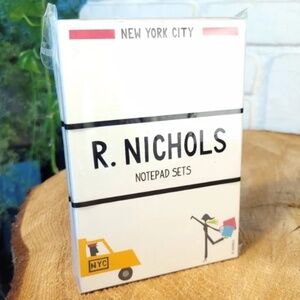 NEW YORK CITY
R. NICHOLS
NOTEPAD SETS
NYC